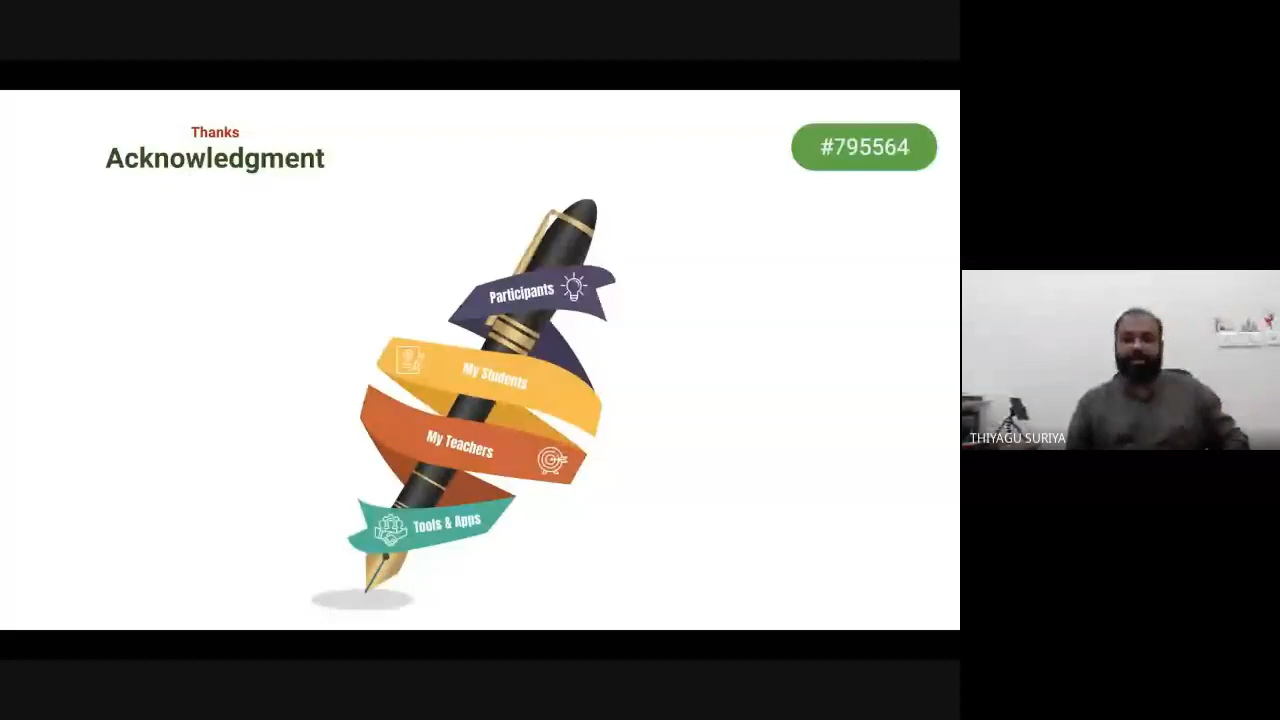 Thanks
Acknowledgment
#795564
Participants
My Students
My Teachers
Tools & Apps
THIYAGU SURIYA